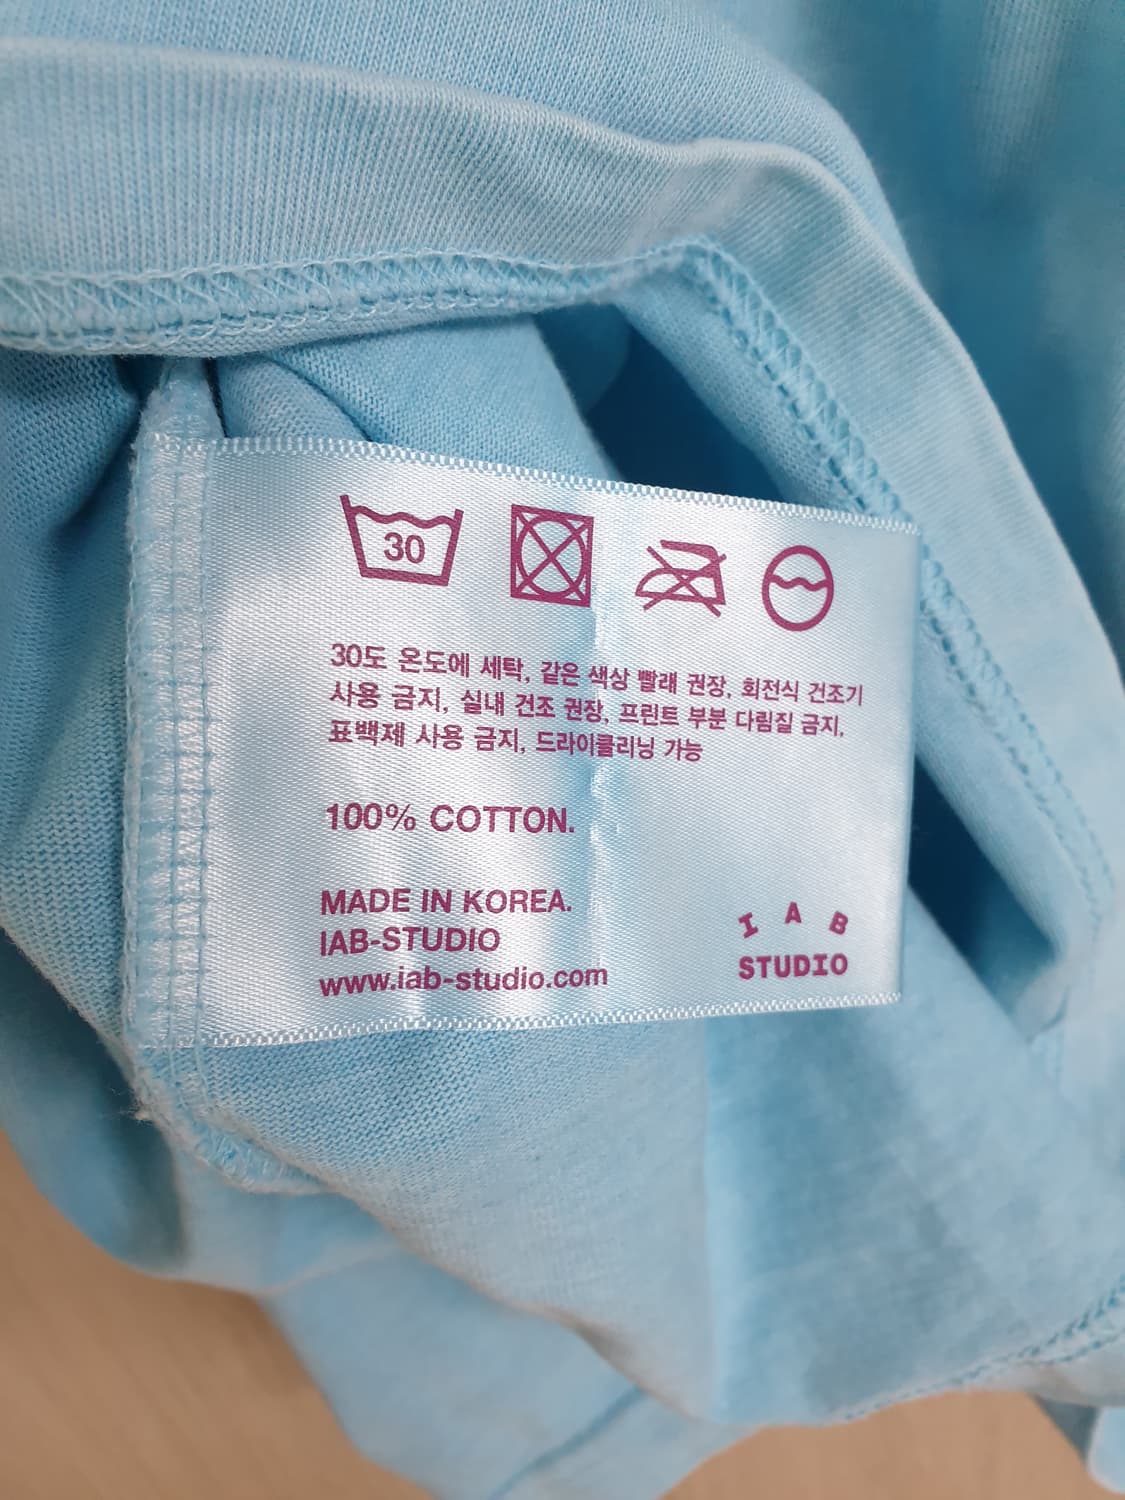 30
30도 온도에 세탁, 같은 색상 빨래 권장, 회전식 건조기
사용 금지, 실내 건조 권장, 프린트 부분 다림질 금지,
표백제 사용 금지, 드라이클리닝 가능
100% COTTON.
MADE IN KOREA.
IAB-STUDIO
www.iab-studio.com
I A B
STUDIO